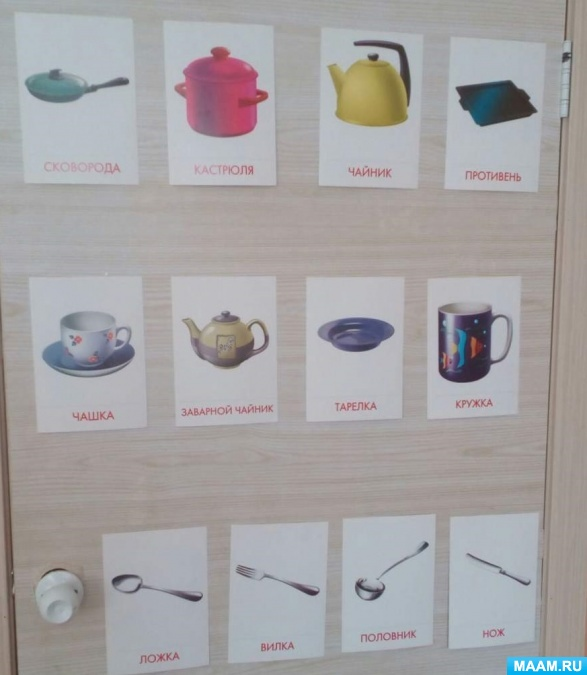 СКОВОРОДА
КАСТРЮЛЯ
ЧАЙНИК
ПРОТИВЕНЬ
ЧАШКА
ЗАВАРНОЙ ЧАЙНИК
ТАРЕЛКА
КРУЖКА
ЛОЖКА
ВИЛКА
ПОЛОВНИК
НОЖ
MAAM.RU